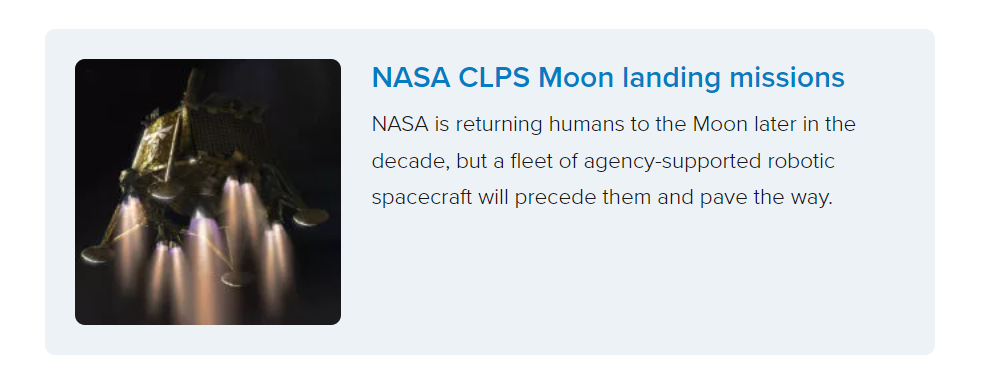 NASA CLPS Moon landing missions
NASA is returning humans to the Moon later in the
decade, but a fleet of agency-supported robotic
spacecraft will precede them and pave the way.